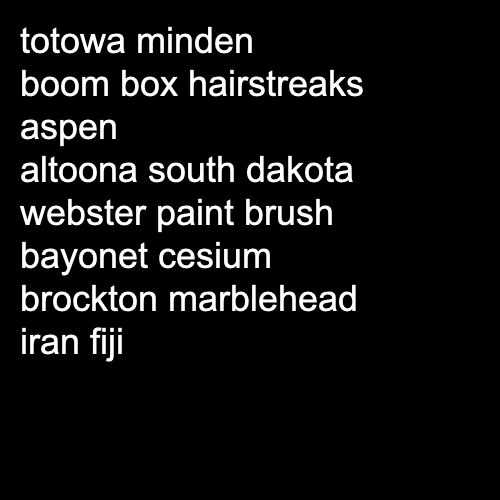 totowa minden
boom box hairstreaks
aspen
altoona south dakota
webster paint brush
bayonet cesium
brockton marblehead
iran fiji